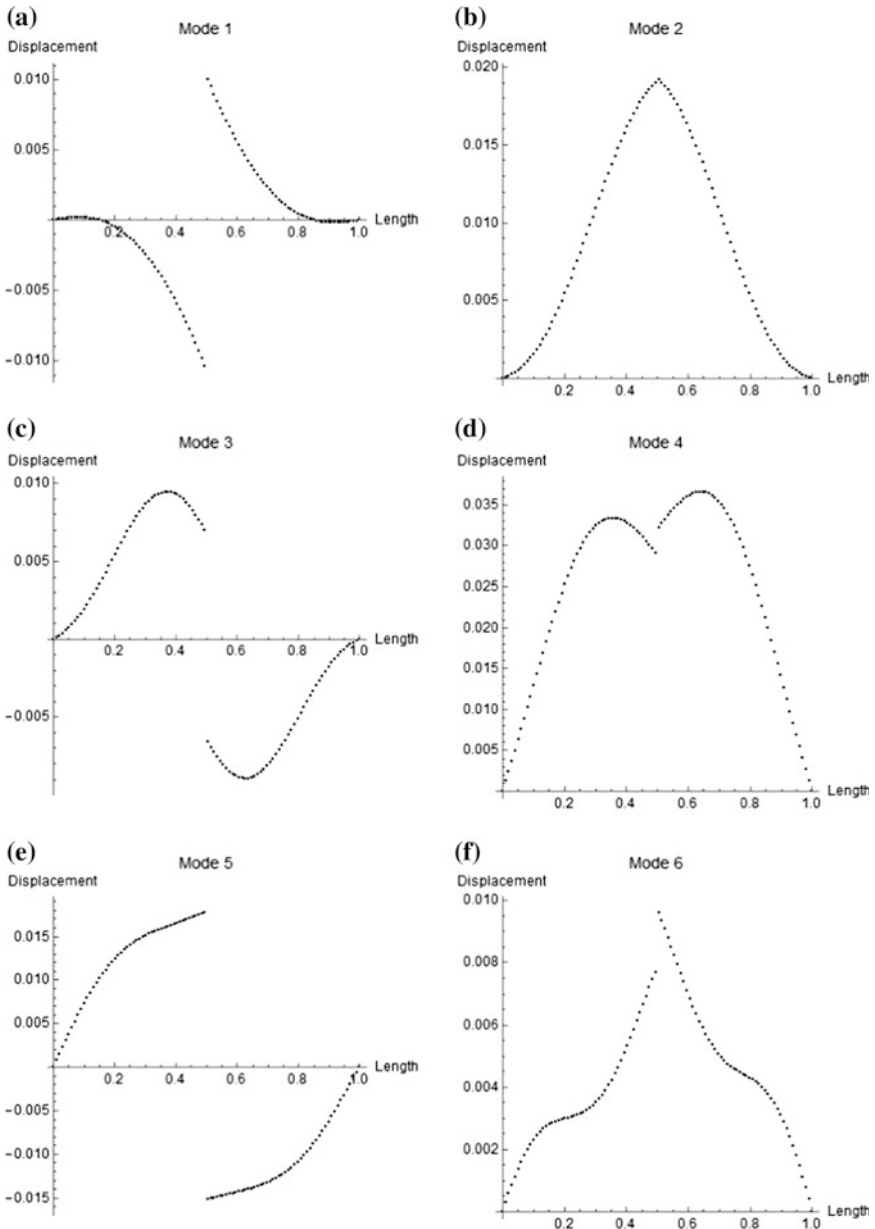 (a)
Mode 1
Displacement
0.010
0.005
Length
0.2 0.4 0.6 0.8 1.0
−0.005
−0.010
(b)
Mode 2
Displacement
0.020
0.015
0.010
0.005
Length
0.2 0.4 0.6 0.8 1.0
(c)
Mode 3
Displacement
0.010
0.005
Length
0.2 0.4 0.6 0.8 1.0
−0.005
(d)
Mode 4
Displacement
0.035
0.030
0.025
0.020
0.015
0.010
0.005
Length
0.2 0.4 0.6 0.8 1.0
(e)
Mode 5
Displacement
0.015
0.010
0.005
Length
0.2 0.4 0.6 0.8 1.0
−0.005
−0.010
−0.015
(f)
Mode 6
Displacement
0.010
0.008
0.006
0.004
0.002
Length
0.2 0.4 0.6 0.8 1.0